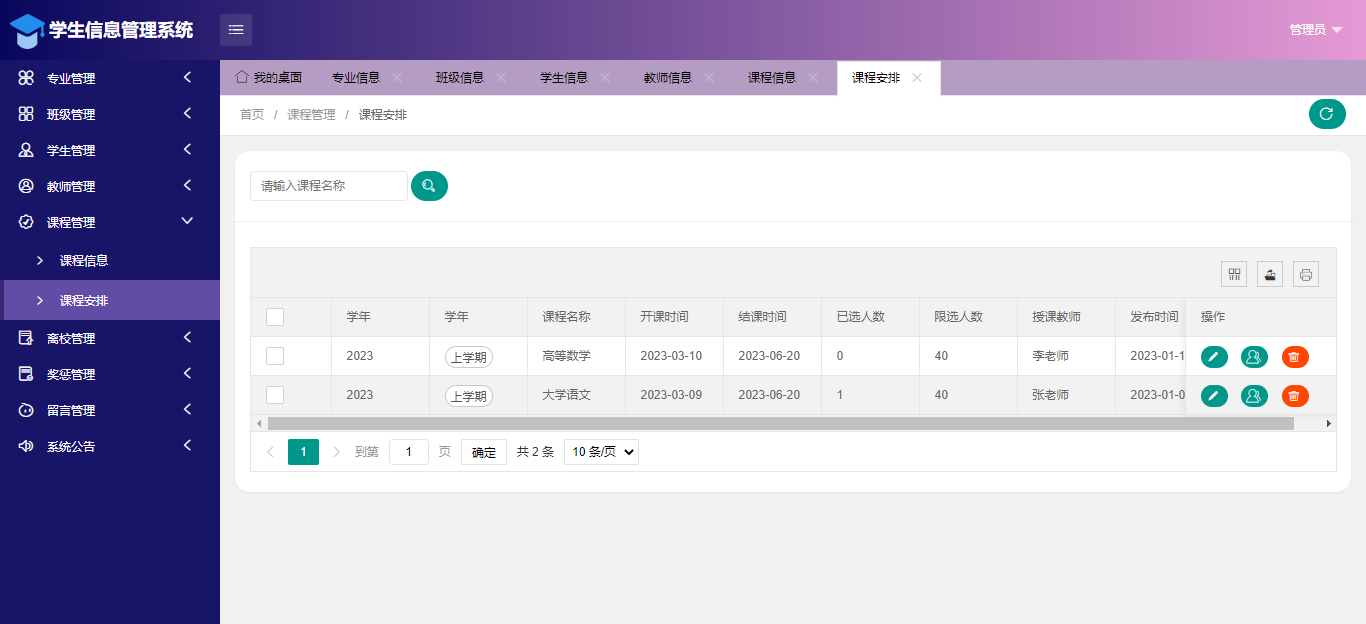 学生信息管理系统
管理员
专业管理
班级管理
学生管理
教师管理
课程管理
课程信息
课程安排
离校管理
奖惩管理
留言管理
系统公告
我的桌面 专业信息 班级信息 学生信息 教师信息 课程信息 课程安排
首页 / 课程管理 / 课程安排
请输入课程名称
学年 学年 课程名称 开课时间 结课时间 已选人数 限选人数 授课教师 发布时间 操作
2023 上学期 高等数学 2023-03-10 2023-06-20 0 40 李老师 2023-01-1
2023 上学期 大学语文 2023-03-09 2023-06-20 1 40 张老师 2023-01-0
1 到第 1 页 确定 共 2 条 10 条/页